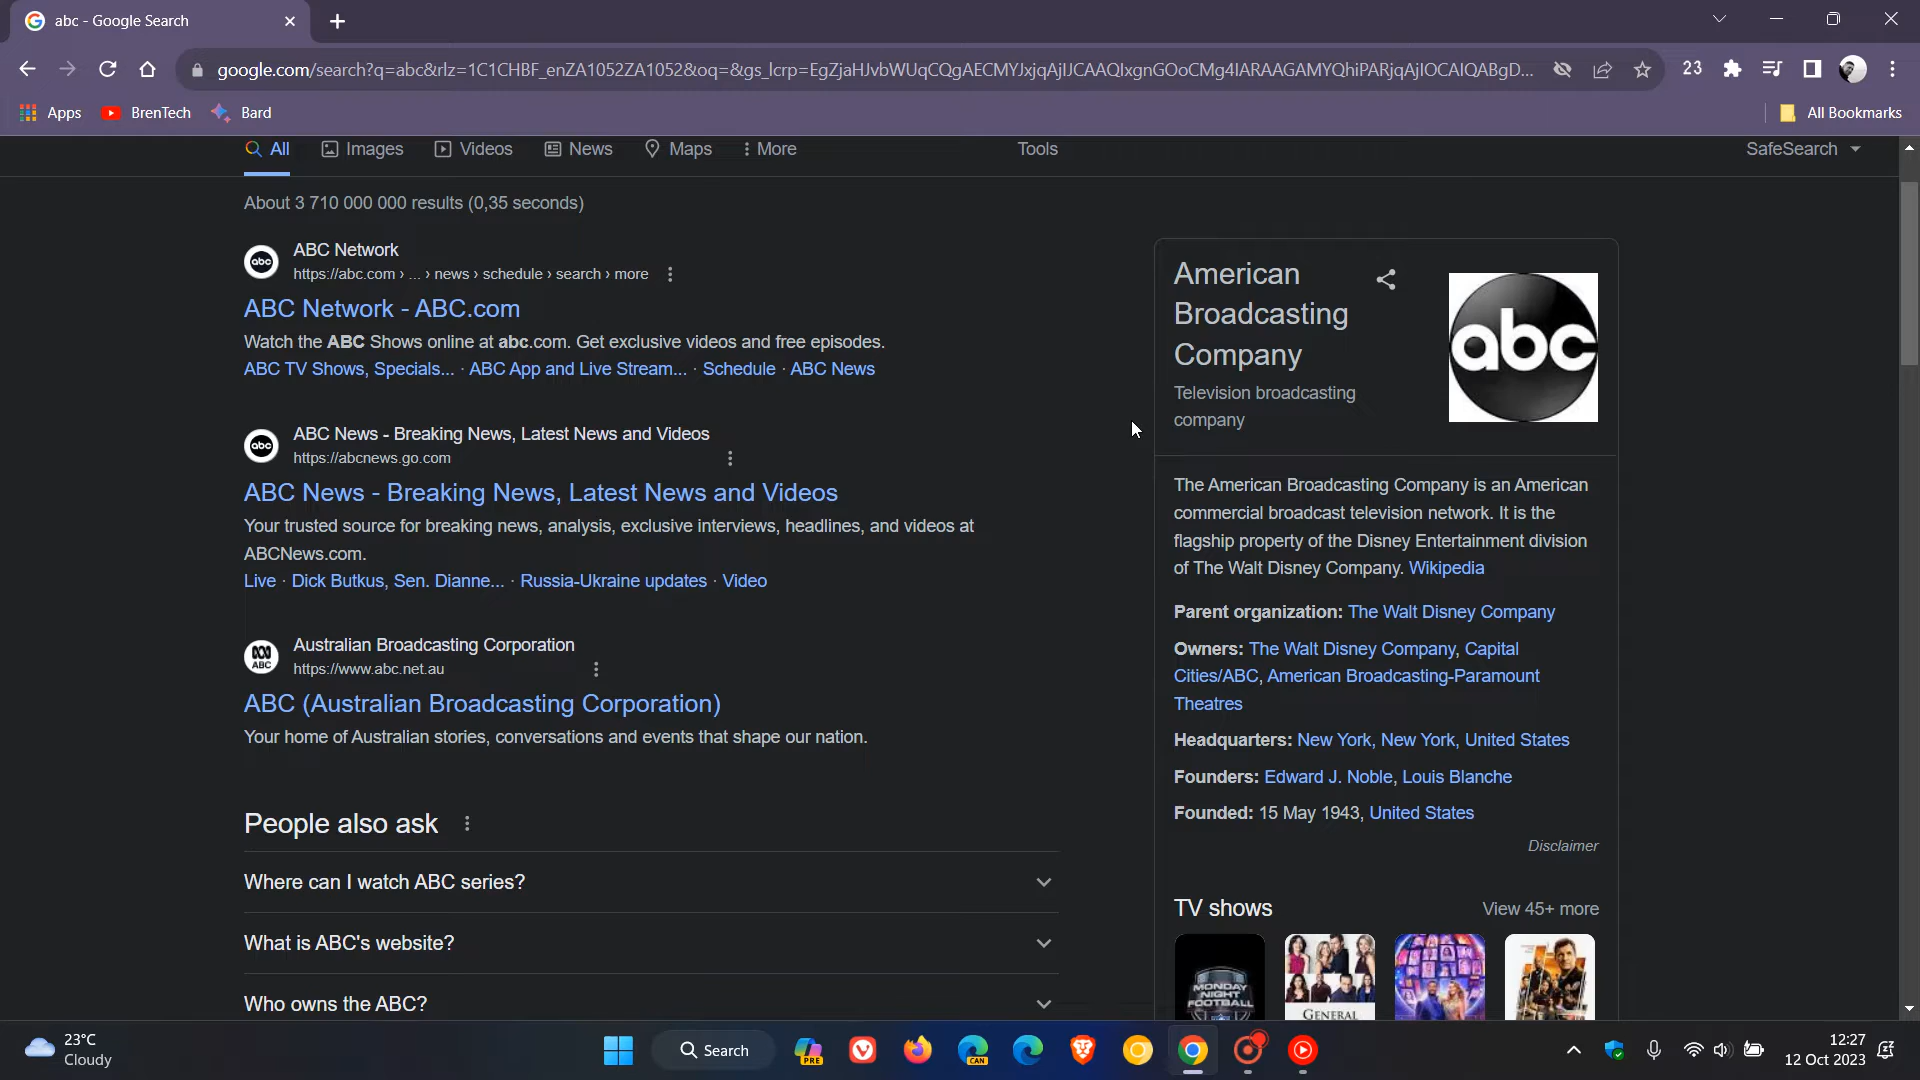 abc - Google Search
google.com/search?q=abc&rlz=1C1CHBF_enZA1052ZA1052&oq=&gs_lcrp=EgZjaHJvbWUqCQgAECMYJxjqAjIJCAAQIxgnGOoCMg4IARAAGAMYQhiPARjqAjIOCAIQABgD...
23
Apps
BrenTech
Bard
All Bookmarks
All
Images
Videos
News
Maps
More
Tools
SafeSearch
About 3 710 000 000 results (0,35 seconds)
abc
ABC Network
https://abc.com › ... › news › schedule › search › more
ABC Network - ABC.com
Watch the ABC Shows online at abc.com. Get exclusive videos and free episodes.
ABC TV Shows, Specials... · ABC App and Live Stream... · Schedule · ABC News
abc
ABC News - Breaking News, Latest News and Videos
https://abcnews.go.com
ABC News - Breaking News, Latest News and Videos
Your trusted source for breaking news, analysis, exclusive interviews, headlines, and videos at
ABCNews.com.
Live · Dick Butkus, Sen. Dianne... · Russia-Ukraine updates · Video
ABC
Australian Broadcasting Corporation
https://www.abc.net.au
ABC (Australian Broadcasting Corporation)
Your home of Australian stories, conversations and events that shape our nation.
People also ask
Where can I watch ABC series?
What is ABC's website?
Who owns the ABC?
American
Broadcasting
Company
Television broadcasting
company
abc
The American Broadcasting Company is an American
commercial broadcast television network. It is the
flagship property of the Disney Entertainment division
of The Walt Disney Company. Wikipedia
Parent organization: The Walt Disney Company
Owners: The Walt Disney Company, Capital
Cities/ABC, American Broadcasting-Paramount
Theatres
Headquarters: New York, New York, United States
Founders: Edward J. Noble, Louis Blanche
Founded: 15 May 1943, United States
Disclaimer
TV shows
View 45+ more
MONDAY
NIGHT
FOOTBALL
GENERAL
23°C
Cloudy
Search
PRE
CAN
12:27
12 Oct 2023